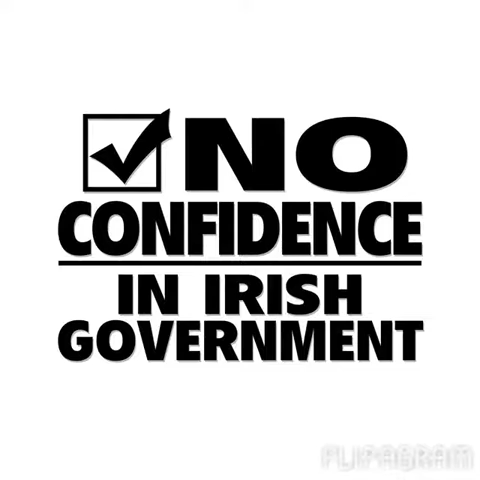 NO
CONFIDENCE
IN IRISH
GOVERNMENT
FLIPAGRAM